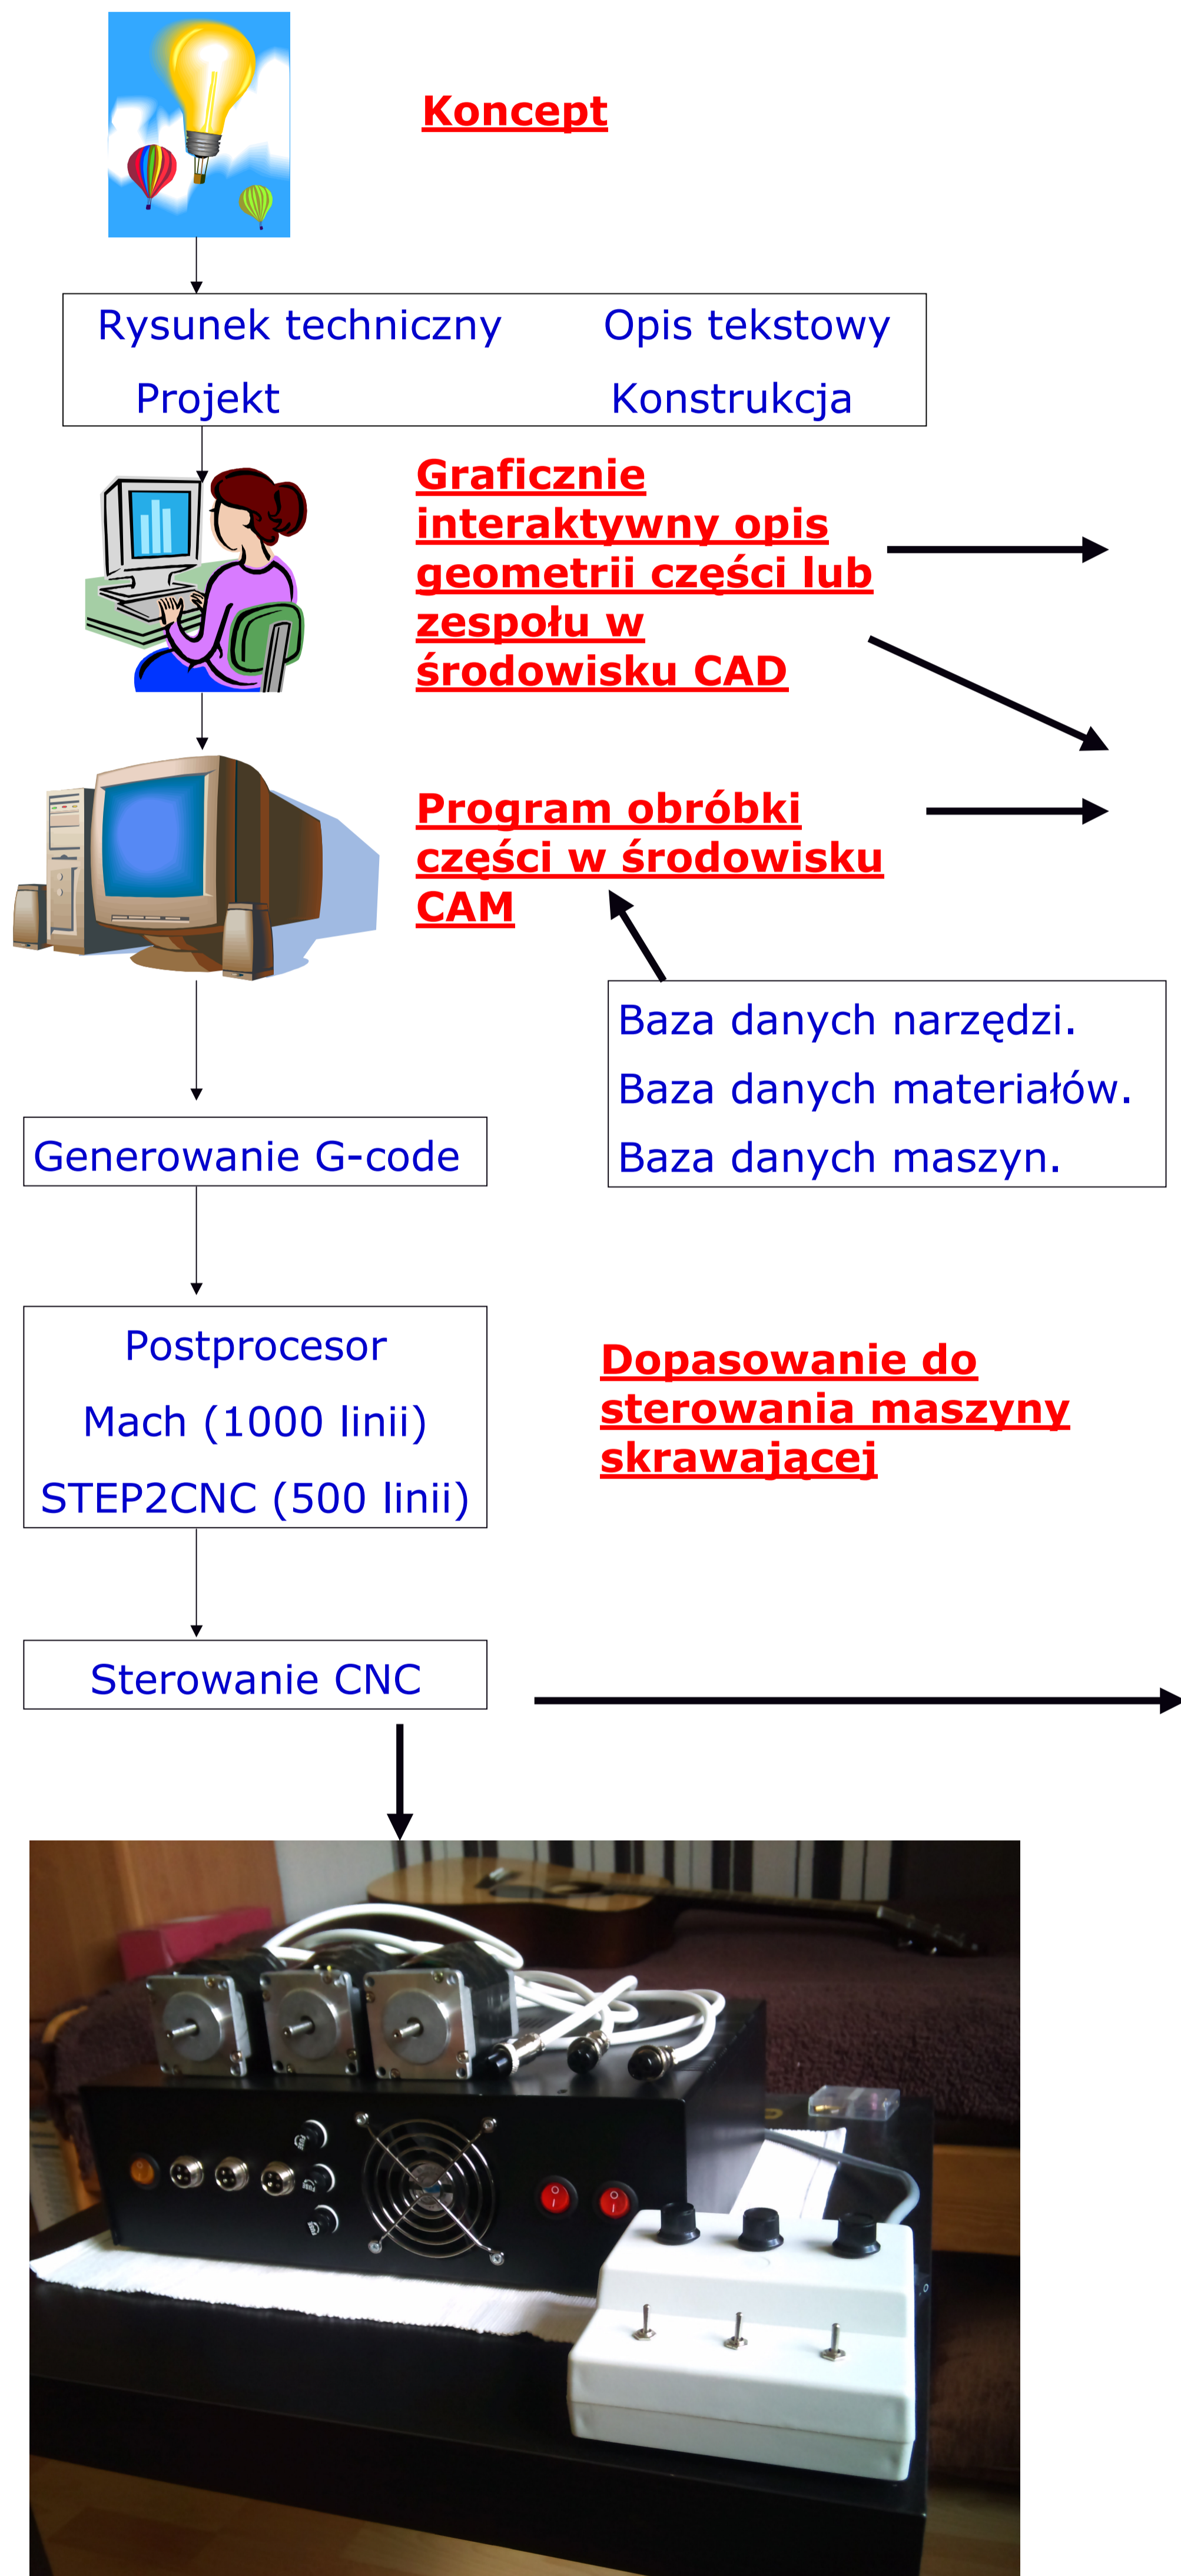 Koncept
Rysunek techniczny Opis tekstowy
Projekt Konstrukcja
Graficznie
interaktywny opis
geometrii części lub
zespołu w
środowisku CAD
Program obróbki
części w środowisku
CAM
Baza danych narzędzi.
Baza danych materiałów.
Baza danych maszyn.
Generowanie G-code
Postprocesor
Mach (1000 linii)
STEP2CNC (500 linii)
Dopasowanie do
sterowania maszyny
skrawającej
Sterowanie CNC